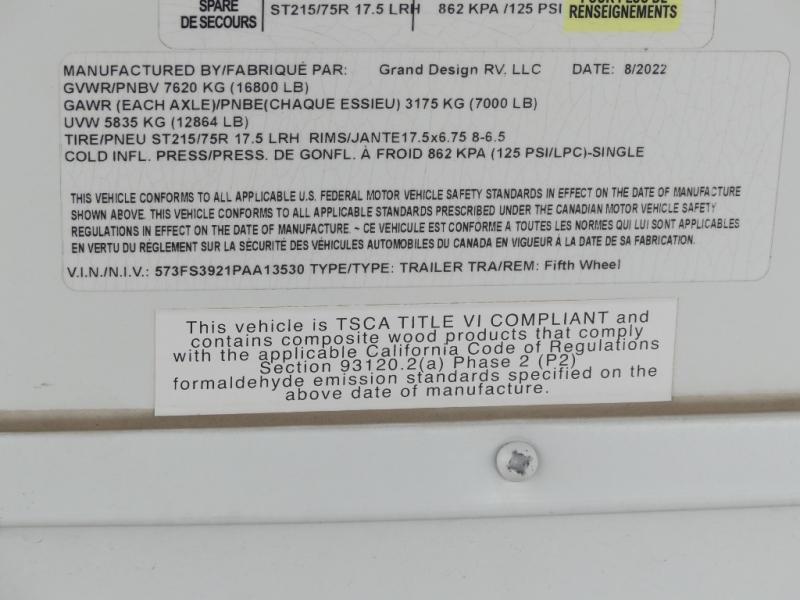 SPARE
DE SECOURS
ST215/75R 17.5 LRH
862 KPA /125 PSI
RENSEIGNEMENTS
MANUFACTURED BY/FABRIQUÉ PAR: Grand Design RV, LLC DATE: 8/2022
GVWR/PNBV 7620 KG (16800 LB)
GAWR (EACH AXLE)/PNBE(CHAQUE ESSIEU) 3175 KG (7000 LB)
UVW 5835 KG (12864 LB)
TIRE/PNEU ST215/75R 17.5 LRH RIMS/JANTE17.5x6.75 8-6.5
COLD INFL. PRESS/PRESS. DE GONFL. À FROID 862 KPA (125 PSI/LPC)-SINGLE
THIS VEHICLE CONFORMS TO ALL APPLICABLE U.S. FEDERAL MOTOR VEHICLE SAFETY STANDARDS IN EFFECT ON THE DATE OF MANUFACTURE
SHOWN ABOVE. THIS VEHICLE CONFORMS TO ALL APPLICABLE STANDARDS PRESCRIBED UNDER THE CANADIAN MOTOR VEHICLE SAFETY
REGULATIONS IN EFFECT ON THE DATE OF MANUFACTURE. ~ CE VEHICULE EST CONFORME A TOUTES LES NORMES QUI LUI SONT APPLICABLES
EN VERTU DU RÉGLEMENT SUR LA SÉCURITÉ DES VÉHICULES AUTOMOBILES DU CANADA EN VIGUEUR À LA DATE DE SA FABRICATION.
V.I.N./N.I.V.: 573FS3921PAA13530 TYPE/TYPE: TRAILER TRA/REM: Fifth Wheel
This vehicle is TSCA TITLE VI COMPLIANT and
contains composite wood products that comply
with the applicable California Code of Regulations
Section 93120.2(a) Phase 2 (P2)
formaldehyde emission standards specified on the
above date of manufacture.